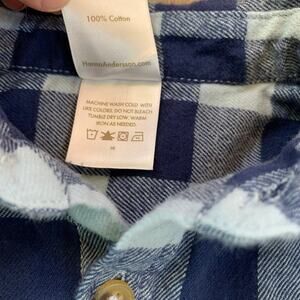 100% Cotton
HannaAndersson.com
MACHINE WASH COLD WITH
LIKE COLORS. DO NOT BLEACH
TUMBLE DRY LOW. WARM
IRON AS NEEDED.